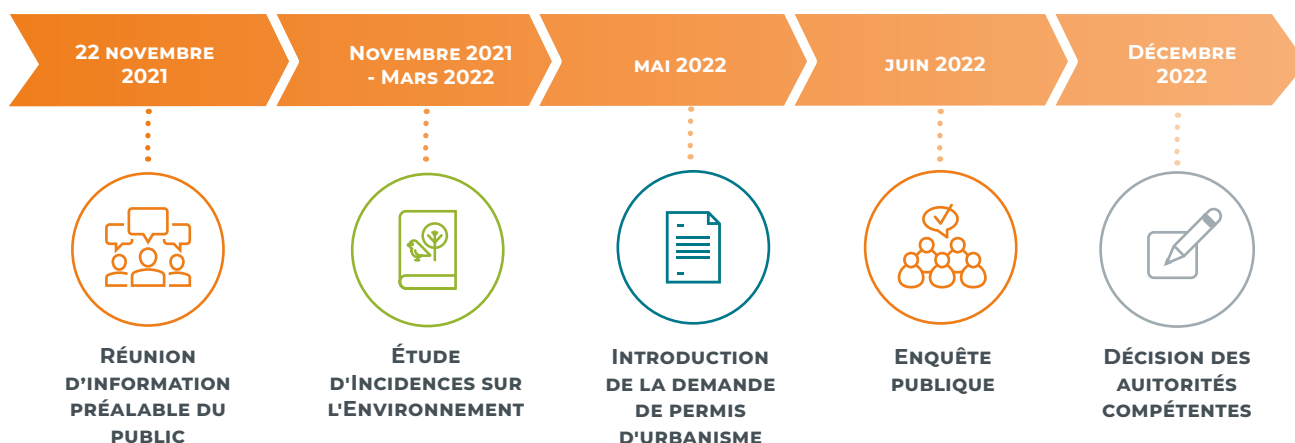 22 NOVEMBRE
2021
NOVEMBRE 2021
- MARS 2022
MAI 2022
JUIN 2022
DÉCEMBRE
2022
RÉUNION
D'INFORMATION
PRÉALABLE DU
PUBLIC
ÉTUDE
D'INCIDENCES SUR
L'ENVIRONNEMENT
INTRODUCTION
DE LA DEMANDE
DE PERMIS
D'URBANISME
ENQUÊTE
PUBLIQUE
DÉCISION DES
AUITORITÉS
COMPÉTENTES